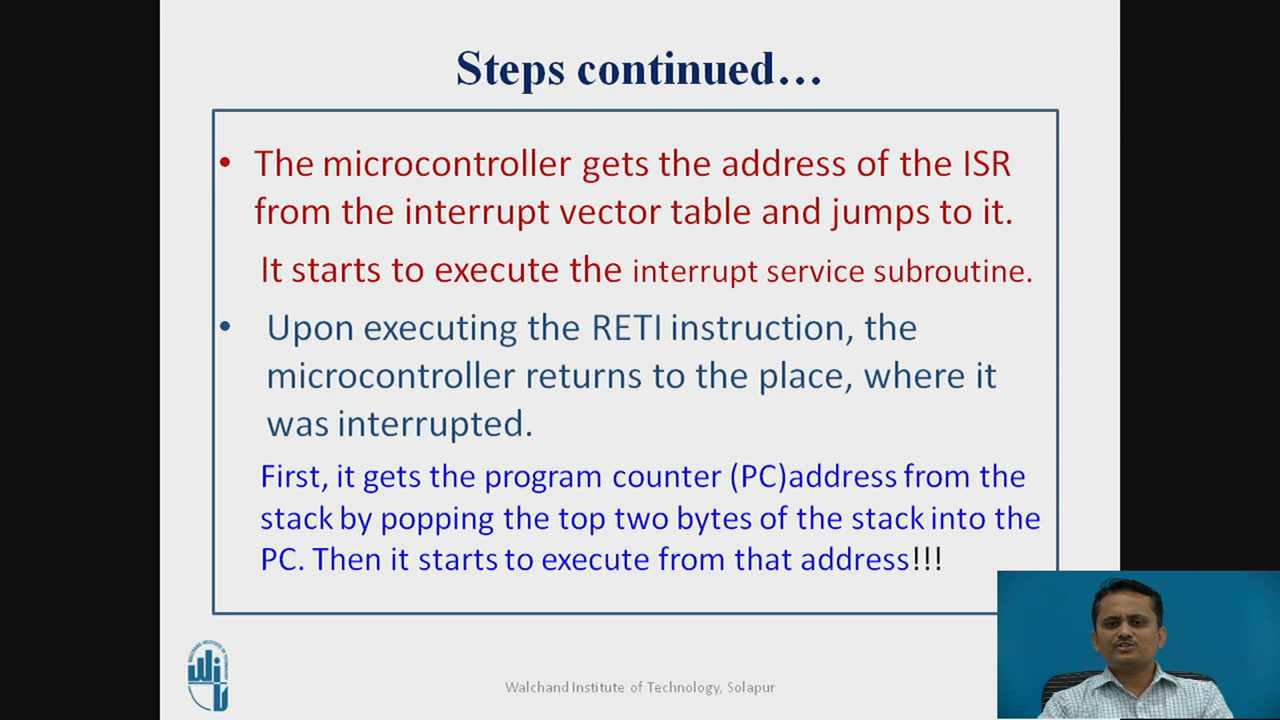 Steps continued…
• The microcontroller gets the address of the ISR
from the interrupt vector table and jumps to it.
It starts to execute the interrupt service subroutine.
• Upon executing the RETI instruction, the
microcontroller returns to the place, where it
was interrupted.
First, it gets the program counter (PC)address from the
stack by popping the top two bytes of the stack into the
PC. Then it starts to execute from that address!!!
Walchand Institute of Technology, Solapur